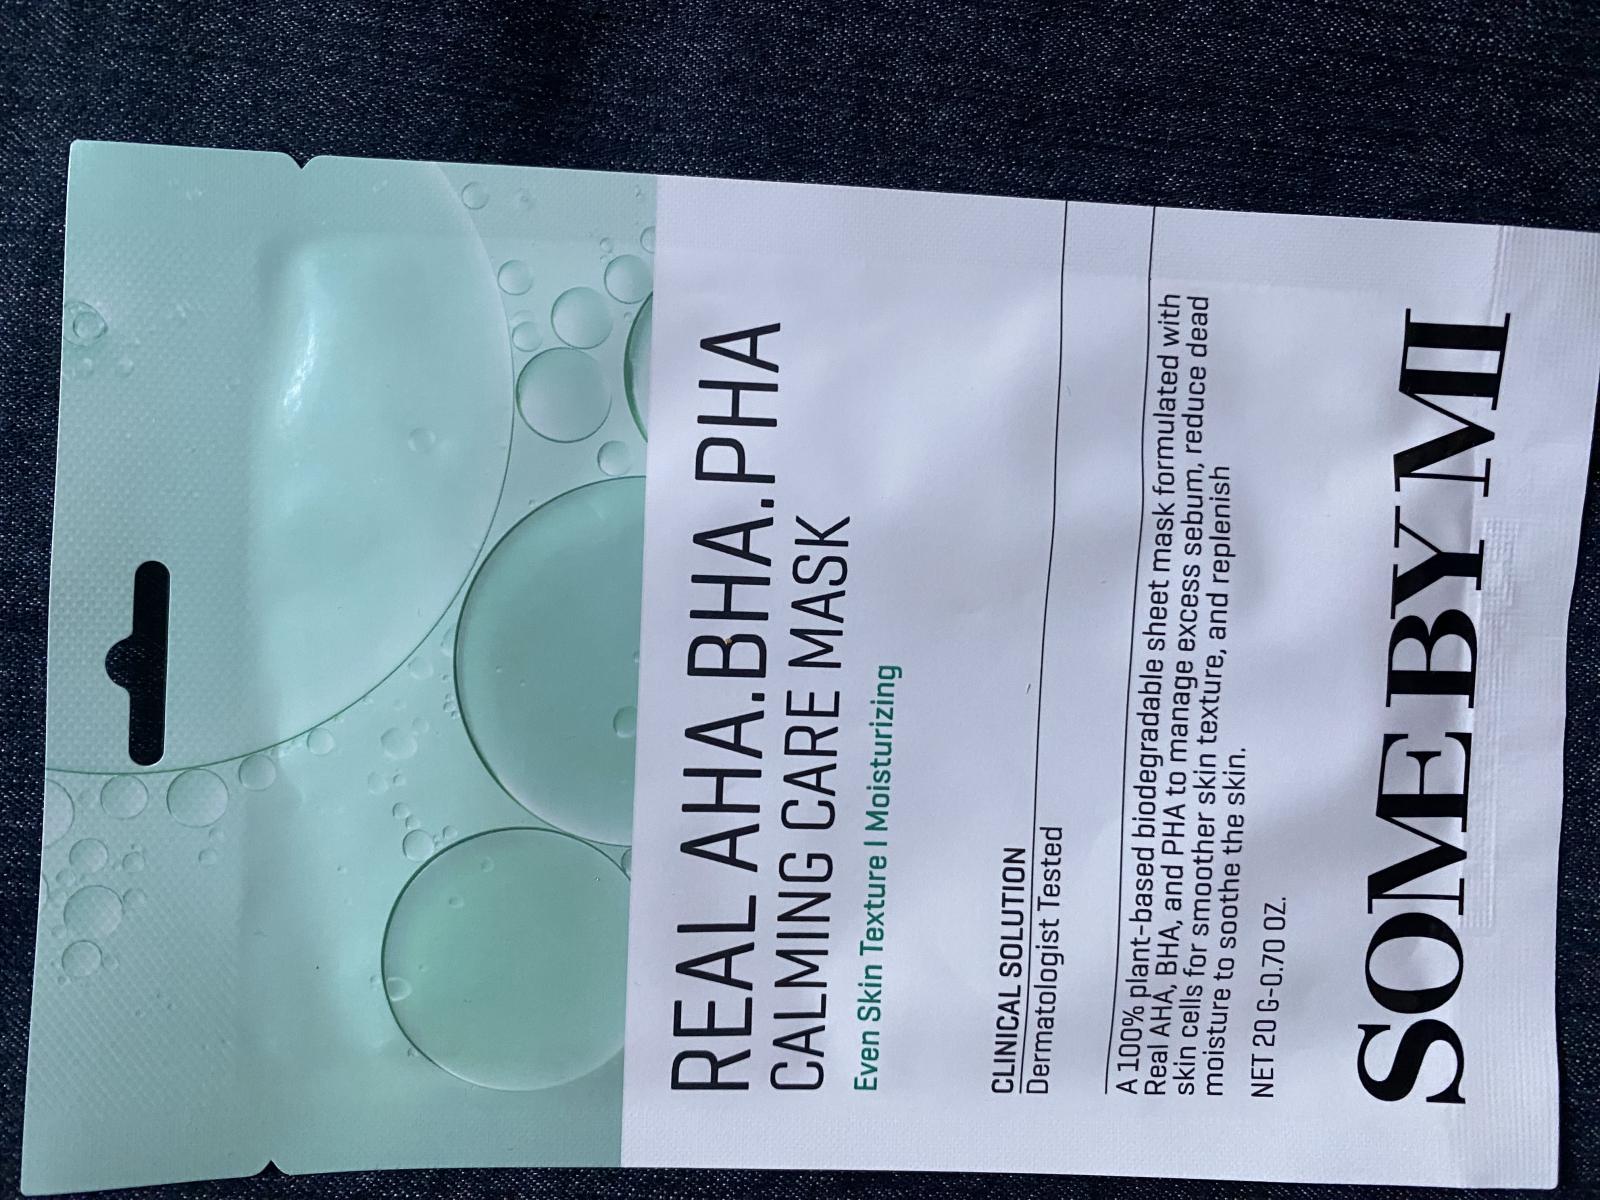 REAL AHA.BHA.PHA
CALMING CARE MASK
Even Skin Texture | Moisturizing
CLINICAL SOLUTION
Dermatologist Tested
A 100% plant-based biodegradable sheet mask formulated with
Real AHA, BHA, and PHA to manage excess sebum, reduce dead
skin cells for smoother skin texture, and replenish
moisture to soothe the skin.
NET 20 G-0.70 OZ.
SOME BY MI